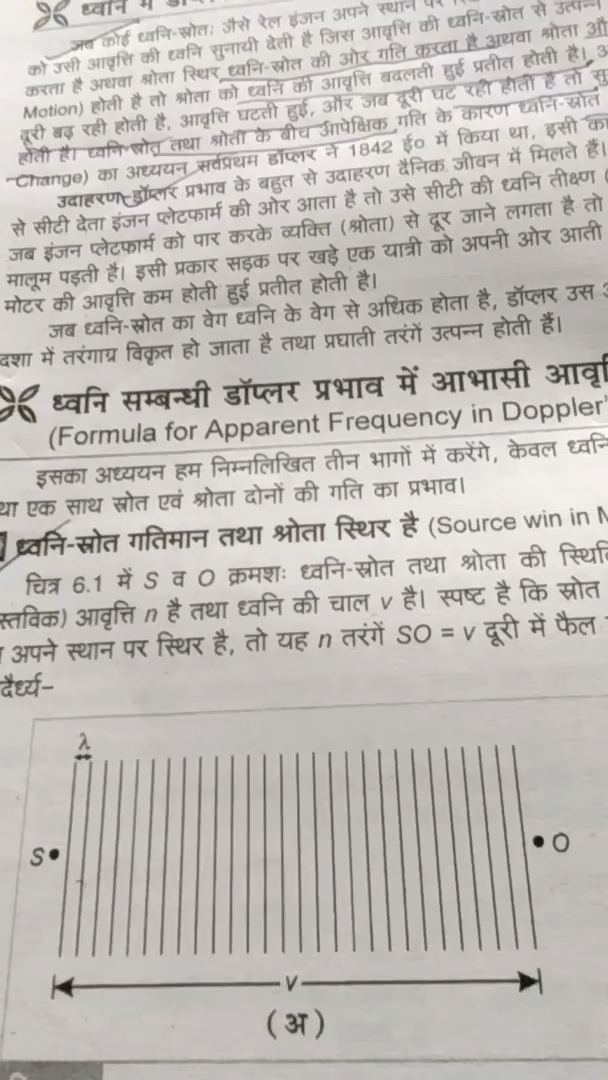 ध्वनि में
जब कोई ध्वनि-स्रोत; जैसे रेल इंजन अपने स्थान पर
को उसी आवृत्ति की ध्वनि सुनायी देती है जिस आवृत्ति की ध्वनि-स्रोत से उत्पन्न
करता है अथवा श्रोता स्थिर ध्वनि-स्रोत की ओर गति करता है अथवा श्रोता
Motion) होती है तो श्रोता को ध्वनि की आवृत्ति बदलती हुई प्रतीत होती है।
दूरी बढ़ रही होती है, आवृत्ति घटती हुई, और जब दूरी घट रही होती है तो
होती है। ध्वनि-स्रोत तथा श्रोता के बीच आपेक्षिक गति के कारण ध्वनि-स्रोत
Change) का अध्ययन सर्वप्रथम डॉप्लर ने 1842 ई० में किया था, इसी
उदाहरण— डॉप्लर प्रभाव के बहुत से उदाहरण दैनिक जीवन में मिलते हैं।
से सीटी देता इंजन प्लेटफार्म की ओर आता है तो उसे सीटी की ध्वनि तीक्ष्ण (
जब इंजन प्लेटफार्म को पार करके व्यक्ति (श्रोता) से दूर जाने लगता है तो
मालूम पड़ती है। इसी प्रकार सड़क पर खड़े एक यात्री को अपनी ओर आती
मोटर की आवृत्ति कम होती हुई प्रतीत होती है।
जब ध्वनि-स्रोत का वेग ध्वनि के वेग से अधिक होता है, डॉप्लर उस
दशा में तरंगाग्र विकृत हो जाता है तथा प्रघाती तरंगें उत्पन्न होती हैं।
ध्वनि सम्बन्धी डॉप्लर प्रभाव में आभासी
(Formula for Apparent Frequency in Doppler'
इसका अध्ययन हम निम्नलिखित तीन भागों में करेंगे, केवल
था एक साथ स्रोत एवं श्रोता दोनों की गति का प्रभाव।
ध्वनि-स्रोत गतिमान तथा श्रोता स्थिर है (Source win in
चित्र 6.1 में S व O क्रमशः ध्वनि-स्रोत तथा श्रोता की
स्तविक) आवृत्ति n है तथा ध्वनि की चाल v है। स्पष्ट है कि स्रोत
अपने स्थान पर स्थिर है, तो यह n तरंगें SO = v दूरी में फैल
दैर्ध्य–
λ
S
O
v
(अ)